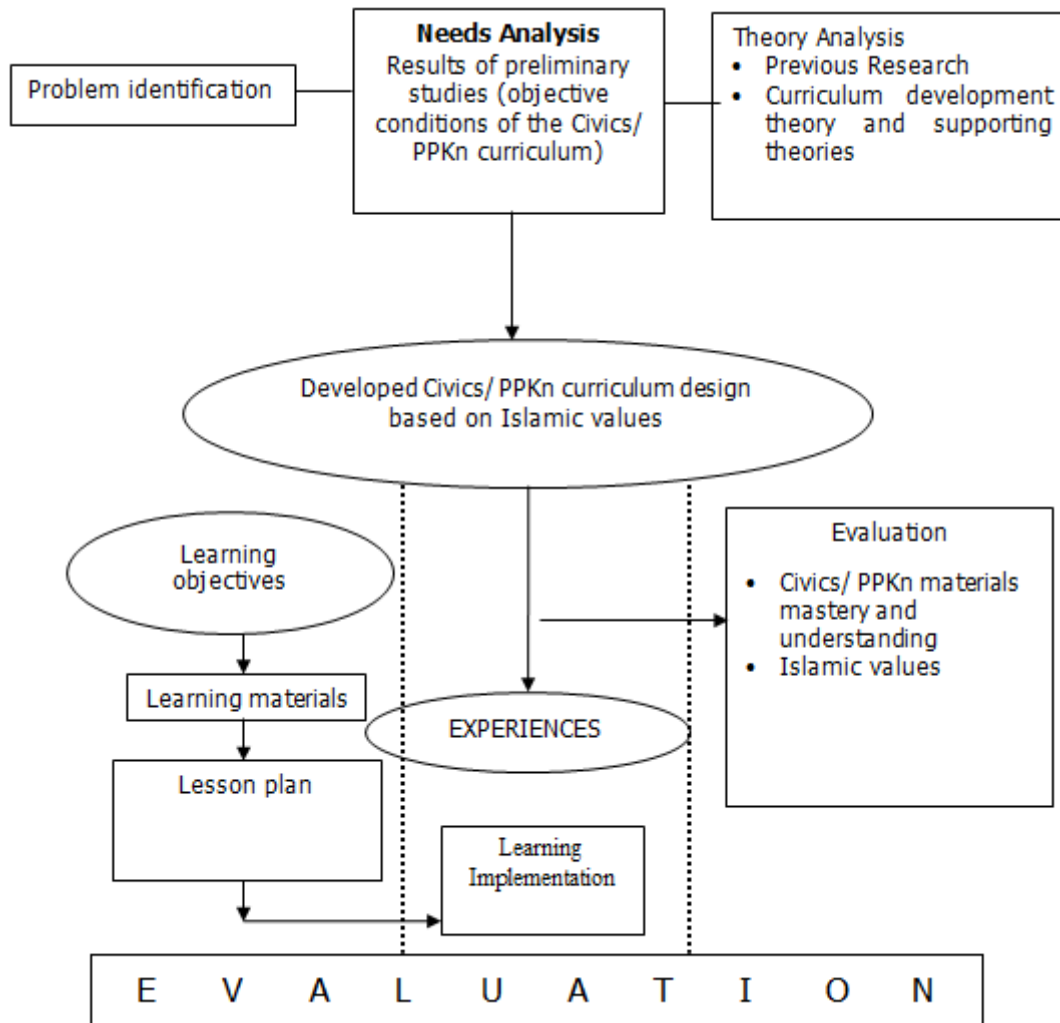 Problem identification
Needs Analysis
Results of preliminary
studies (objective
conditions of the Civics/
PPKn curriculum)
Theory Analysis
• Previous Research
• Curriculum development
theory and supporting
theories
Developed Civics/ PPKn curriculum design
based on Islamic values
Learning
objectives
Learning materials
Lesson plan
EXPERIENCES
Learning
Implementation
Evaluation
• Civics/ PPKn materials
mastery and
understanding
• Islamic values
E V A L U A T I O N